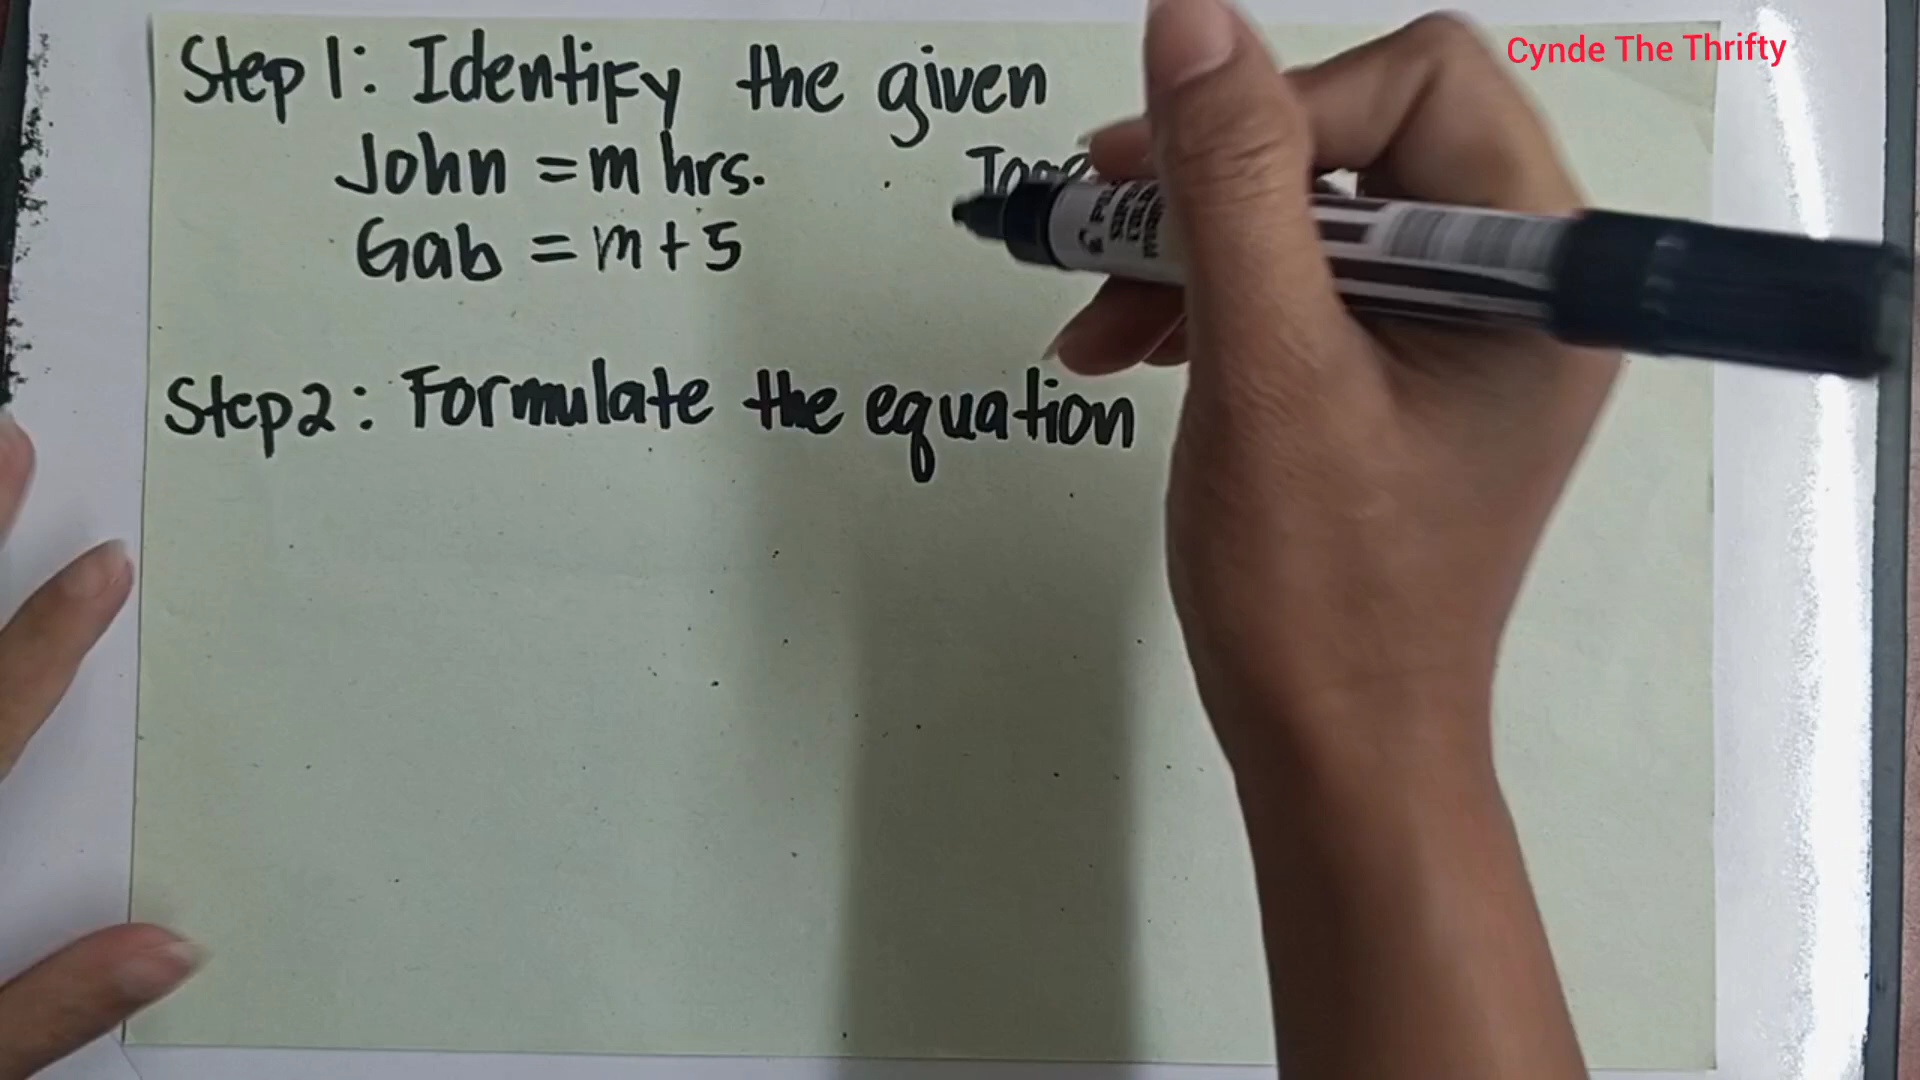 Cynde The Thrifty
Step 1: Identify the given
John = m hrs.
Gab = m + 5
Step 2: Formulate the equation